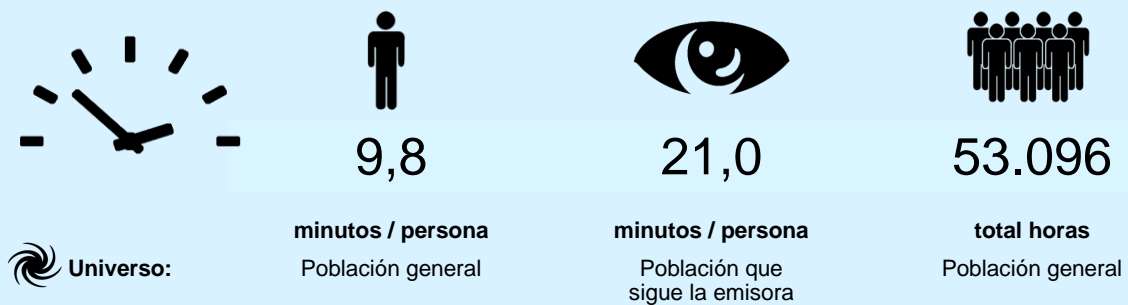 9,8
21,0
53.096
minutos / persona
minutos / persona
total horas
Universo:
Población general
Población que
sigue la emisora
Población general